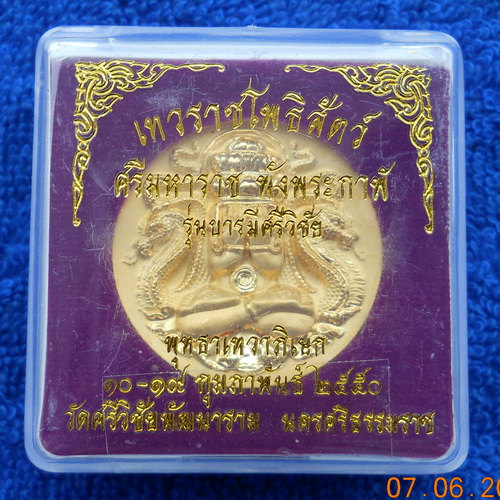 เทวราชโพธิสัตว์
ศรีมหาราช พังพระกาฬ
รุ่นบารมีศรีวิชัย
พุทธาเทวาภิเษก
๑๐-๑๗ กุมภาพันธ์ ๒๕๕๐
วัดศรีวิชัยพัฒนาราม นครศรีธรรมราช
07.06.20